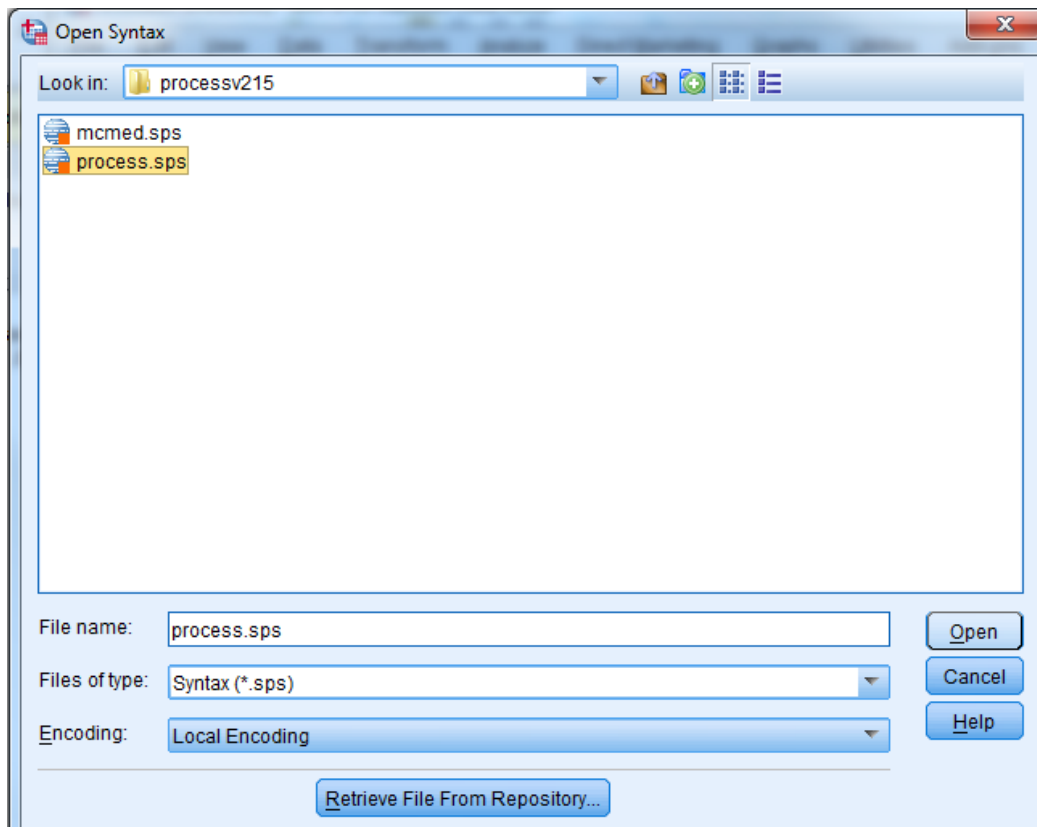 Open Syntax
Look in: processv215
mcmed.sps
process.sps
File name: process.sps
Open
Files of type: Syntax (*.sps)
Cancel
Encoding: Local Encoding
Help
Retrieve File From Repository...